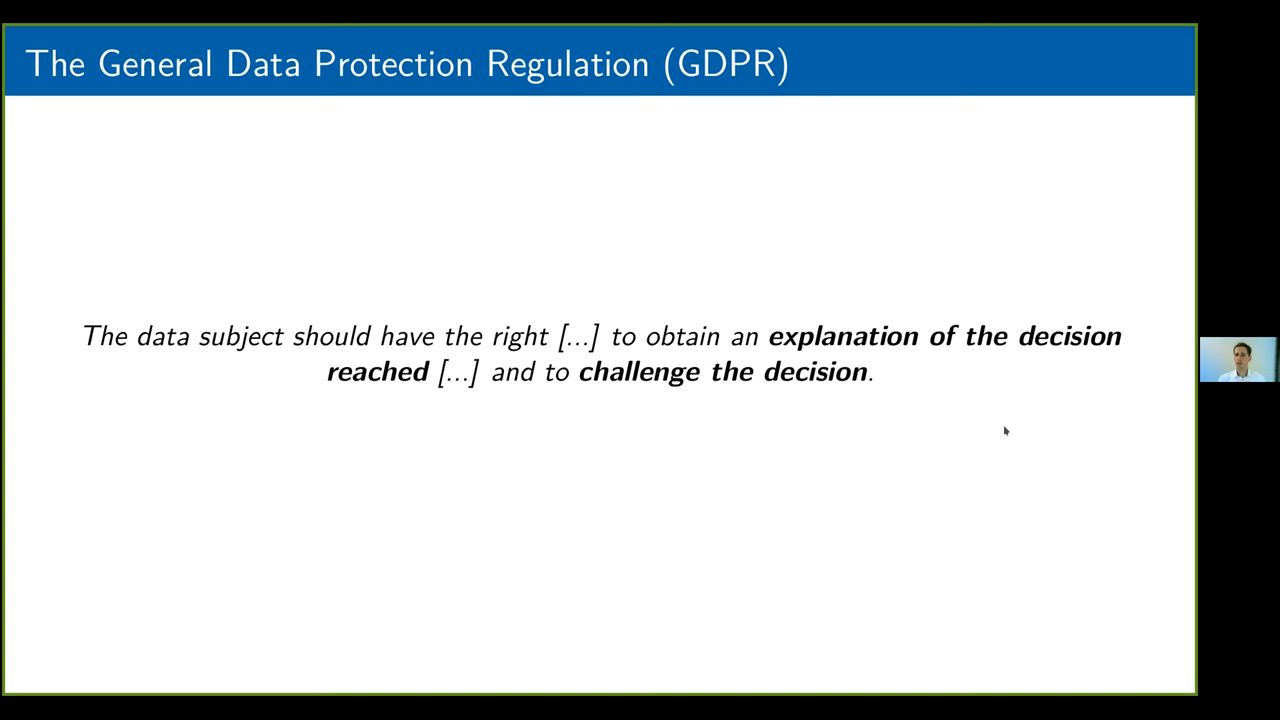 The General Data Protection Regulation (GDPR)
The data subject should have the right [...] to obtain an explanation of the decision
reached [...] and to challenge the decision.